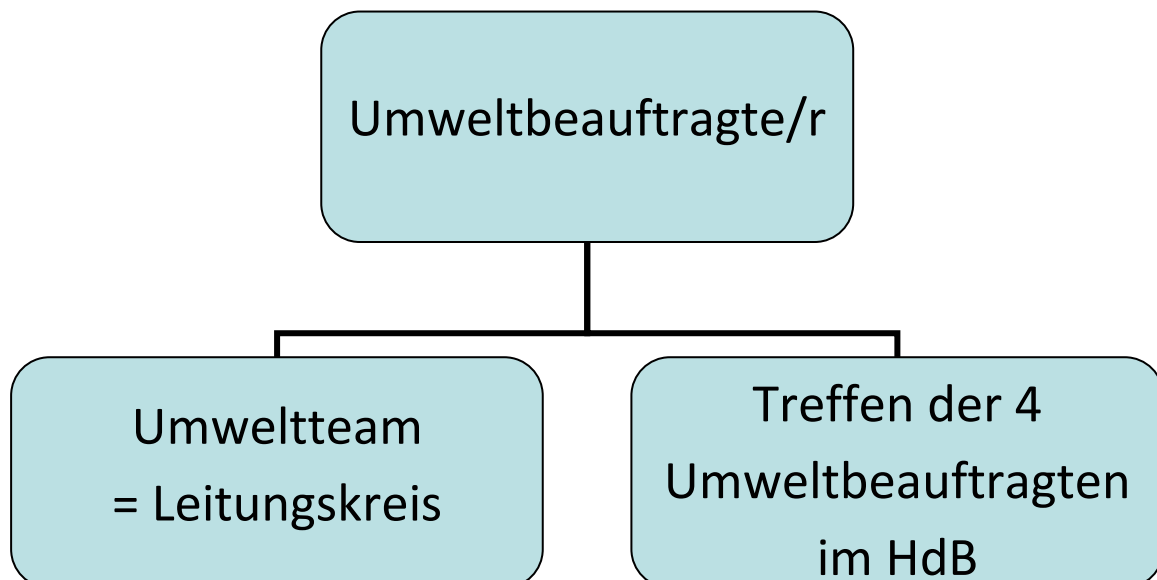 Umweltbeauftragte/r
Umweltteam
= Leitungskreis
Treffen der 4
Umweltbeauftragten
im HdB